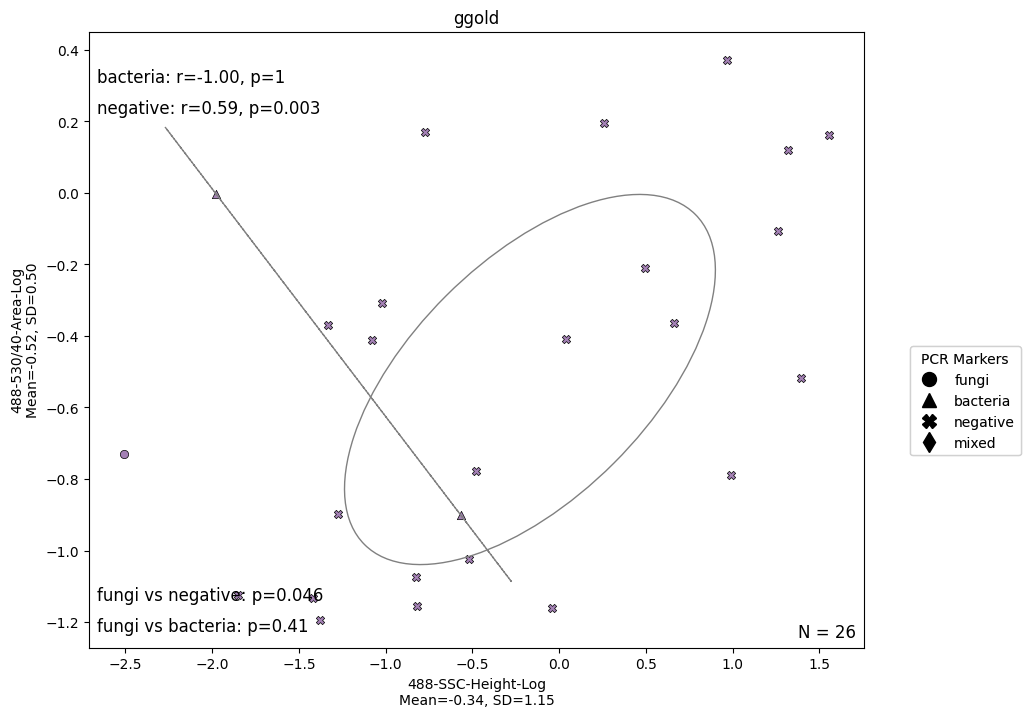 ggold
bacteria: r=-1.00, p=1
negative: r=0.59, p=0.003
fungi vs negative: p=0.046
fungi vs bacteria: p=0.41
N = 26
0.4
0.2
0.0
−0.2
−0.4
−0.6
−0.8
−1.0
−1.2
488-530/40-Area-Log
Mean=-0.52, SD=0.50
−2.5 −2.0 −1.5 −1.0 −0.5 0.0 0.5 1.0 1.5
488-SSC-Height-Log
Mean=-0.34, SD=1.15
PCR Markers
fungi
bacteria
negative
mixed